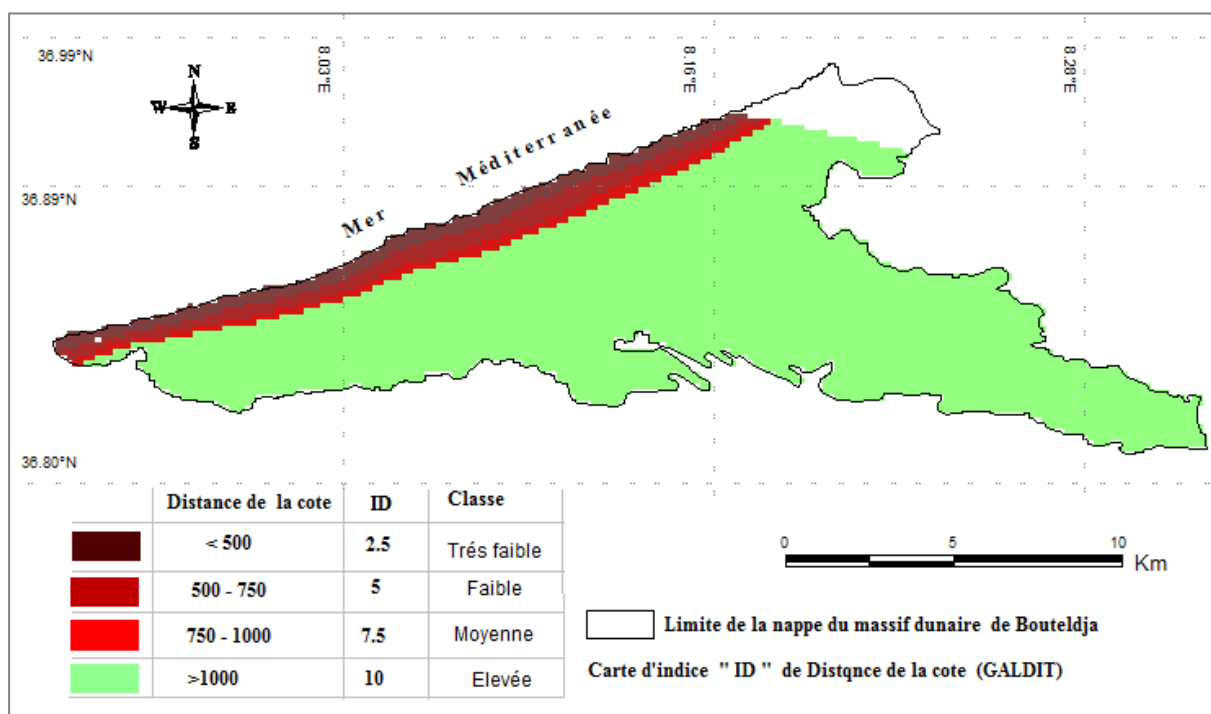 36.99°N
8.03°E
8.16°E
8.28°E
N
W E
S
Mer Méditerranée
36.89°N
36.80°N
Distance de la cote ID Classe
< 500 2.5 Trés faible
500 - 750 5 Faible
750 - 1000 7.5 Moyenne
>1000 10 Elevée
0 5 10
Km
Limite de la nappe du massif dunaire de Bouteldja
Carte d'indice " ID " de Distqnce de la cote (GALDIT)